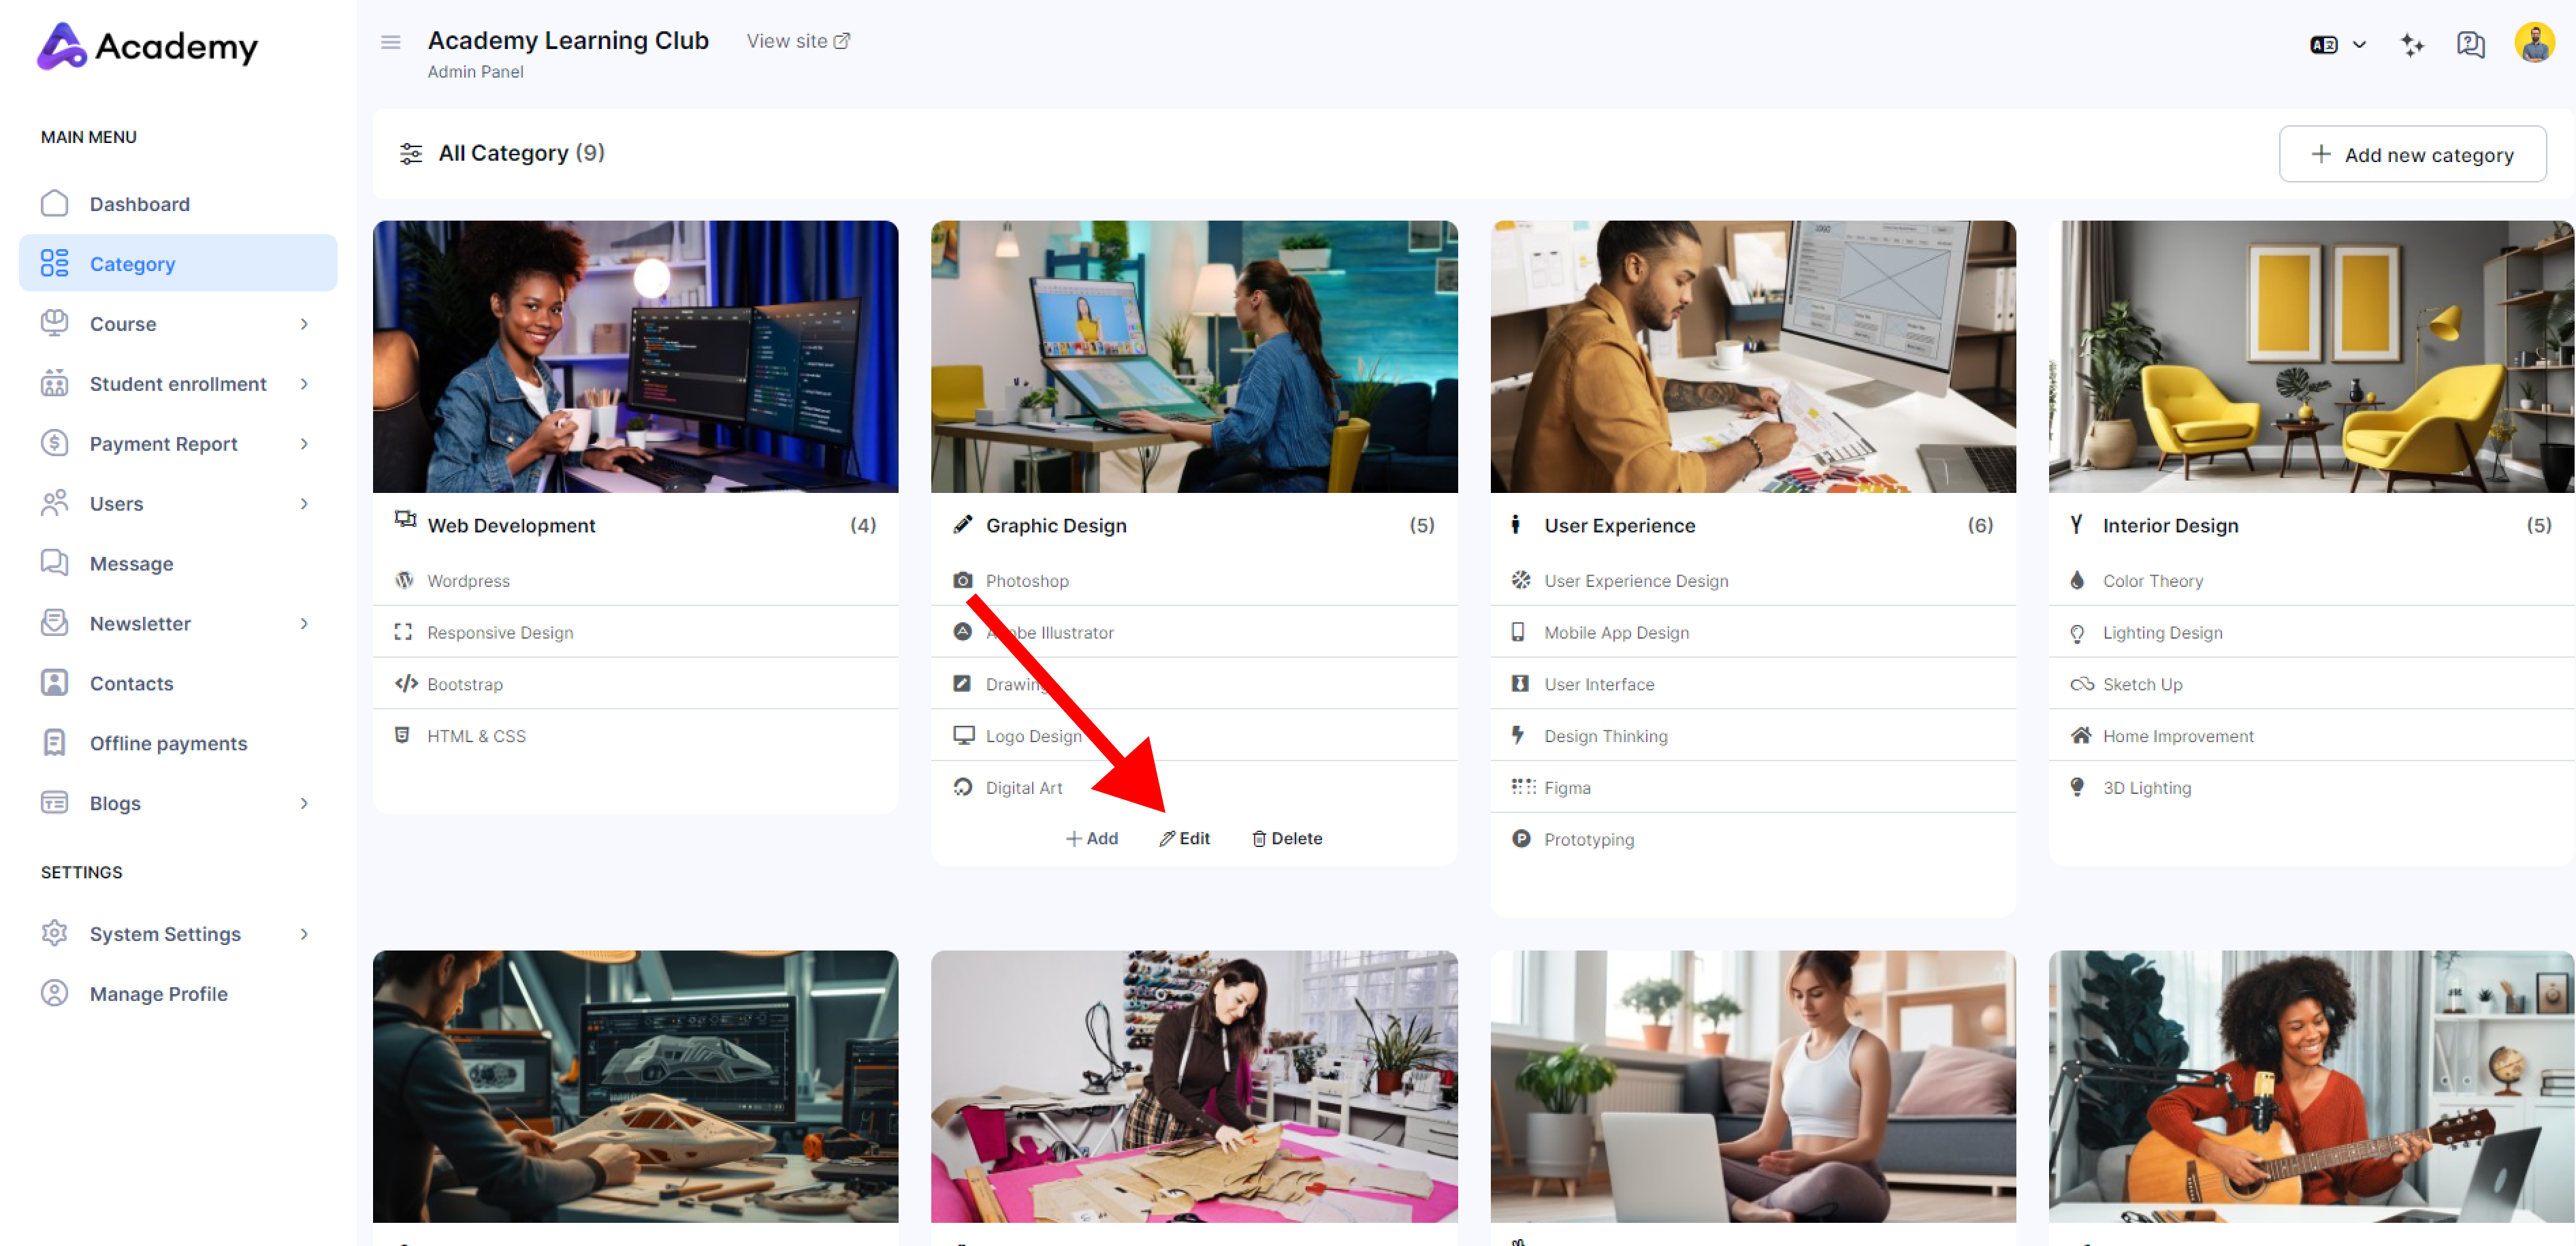 Academy
Academy Learning Club
View site
Admin Panel
MAIN MENU
Dashboard
Category
Course
Student enrollment
Payment Report
Users
Message
Newsletter
Contacts
Offline payments
Blogs
SETTINGS
System Settings
Manage Profile
All Category (9)
Add new category
Web Development (4)
Wordpress
Responsive Design
Bootstrap
HTML & CSS
Graphic Design (5)
Photoshop
Illustrator
Drawing
Logo Design
Digital Art
Add Edit Delete
User Experience (6)
User Experience Design
Mobile App Design
User Interface
Design Thinking
Figma
Prototyping
Interior Design (5)
Color Theory
Lighting Design
Sketch Up
Home Improvement
3D Lighting